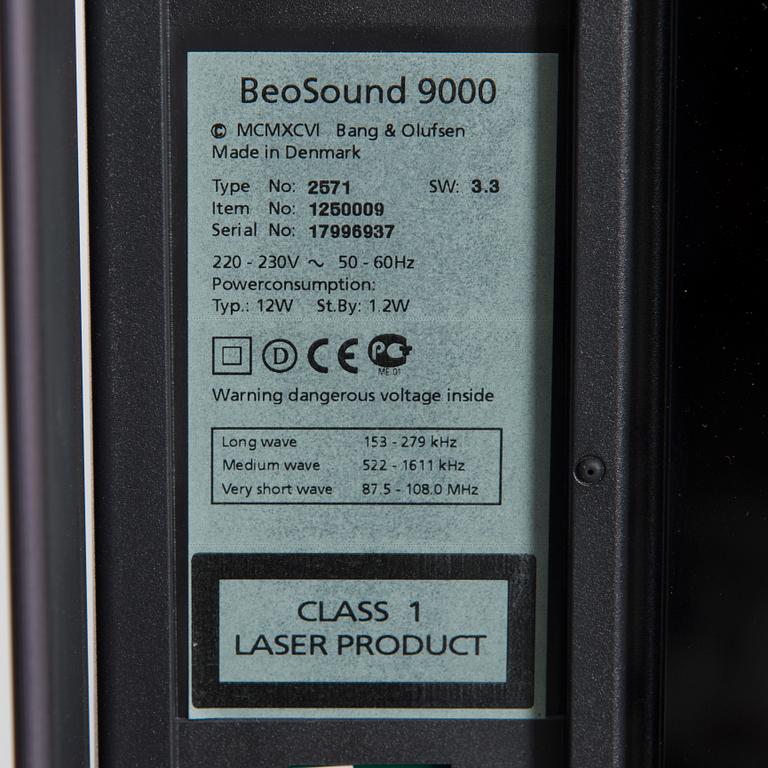 BeoSound 9000
© MCMXCVI Bang & Olufsen
Made in Denmark
Type No: 2571 SW: 3.3
Item No: 1250009
Serial No: 17996937
220 - 230V ~ 50 - 60Hz
Powerconsumption:
Typ.: 12W St.By: 1.2W
D CE PCT
ME 01
Warning dangerous voltage inside
Long wave 153 - 279 kHz
Medium wave 522 - 1611 kHz
Very short wave 87.5 - 108.0 MHz
CLASS 1
LASER PRODUCT